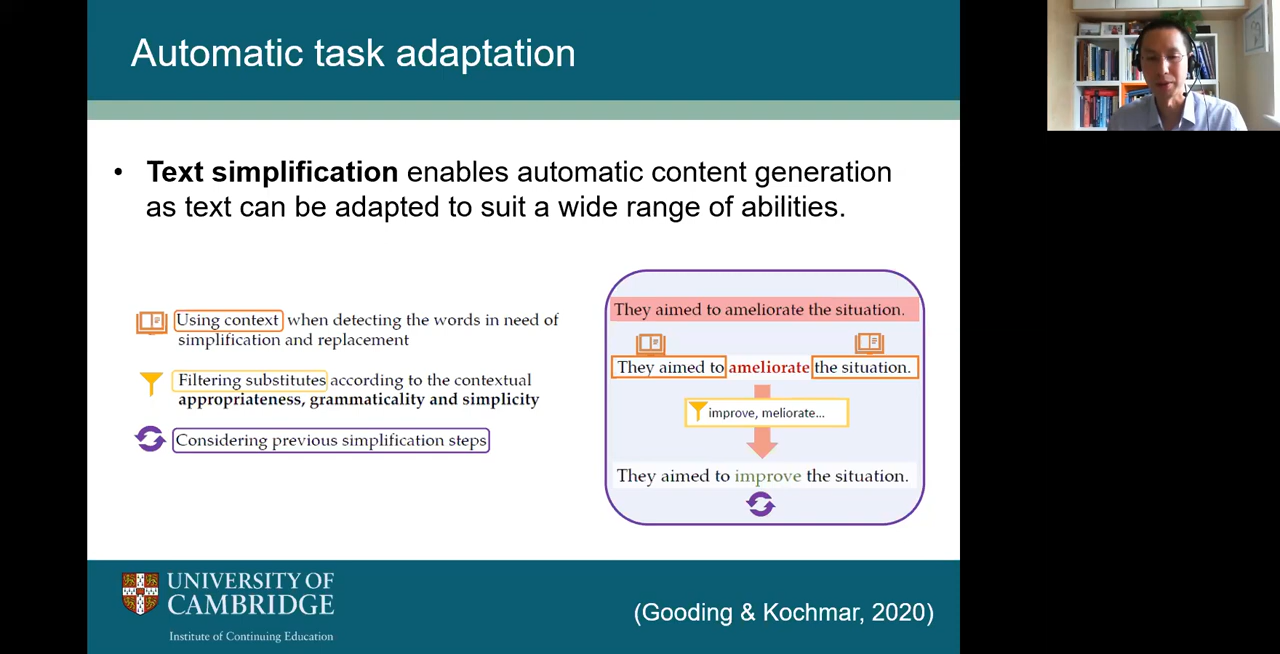 Automatic task adaptation
• Text simplification enables automatic content generation
as text can be adapted to suit a wide range of abilities.
Using context when detecting the words in need of
simplification and replacement
Filtering substitutes according to the contextual
appropriateness, grammaticality and simplicity
Considering previous simplification steps
They aimed to ameliorate the situation.
They aimed to ameliorate the situation.
improve, meliorate...
They aimed to improve the situation.
UNIVERSITY OF
CAMBRIDGE
Institute of Continuing Education
(Gooding & Kochmar, 2020)